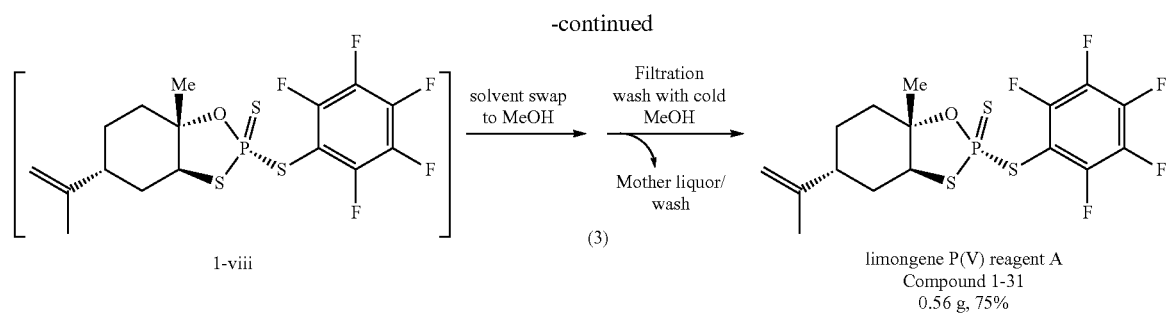 -continued
Me
O
S
P
S
S
F
F
F
F
F
1-viii
solvent swap
to MeOH
Filtration
wash with cold
MeOH
Mother liquor/
wash
(3)
Me
O
S
P
S
S
F
F
F
F
F
limongene P(V) reagent A
Compound 1-31
0.56 g, 75%